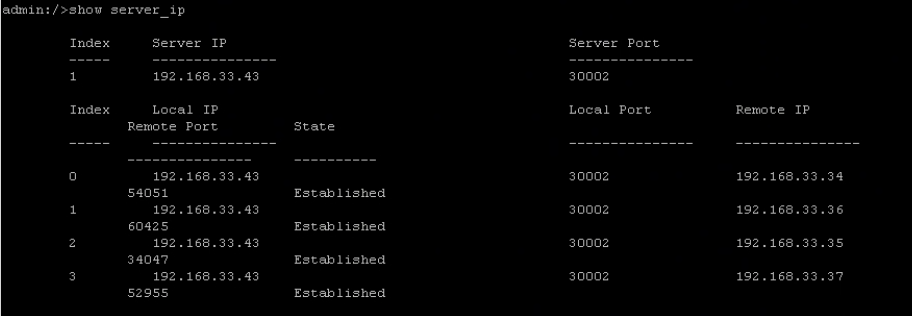 admin:/>show server_ip
Index Server IP Server Port
----- --------------- ---------------
1 192.168.33.43 30002
Index Local IP Local Port Remote IP
Remote Port State
----- --------------- --------------- ---------------
--------------- ----------
0 192.168.33.43 30002 192.168.33.34
54051 Established
1 192.168.33.43 30002 192.168.33.36
60425 Established
2 192.168.33.43 30002 192.168.33.35
34047 Established
3 192.168.33.43 30002 192.168.33.37
52955 Established